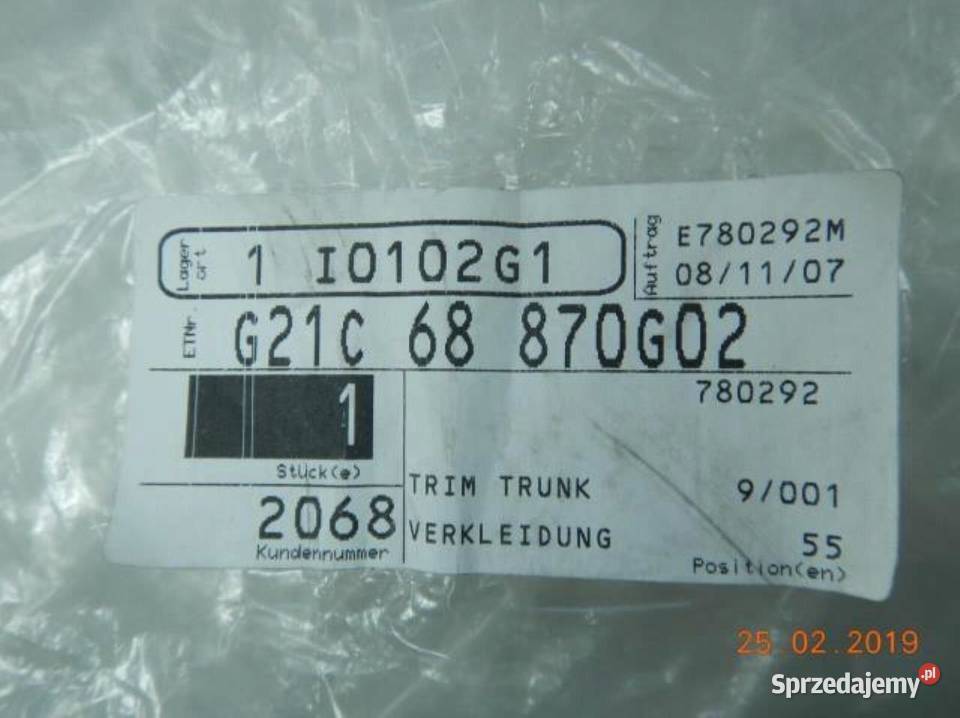 Lager
ort
1 I0102G1
Auftrag
E780292M
08/11/07
ETNr.
G21C 68 870G02
1
Stück(e)
780292
2068
Kundennummer
TRIM TRUNK 9/001
VERKLEIDUNG 55
Position(en)
25.02.2019
Sprzedajemy.pl